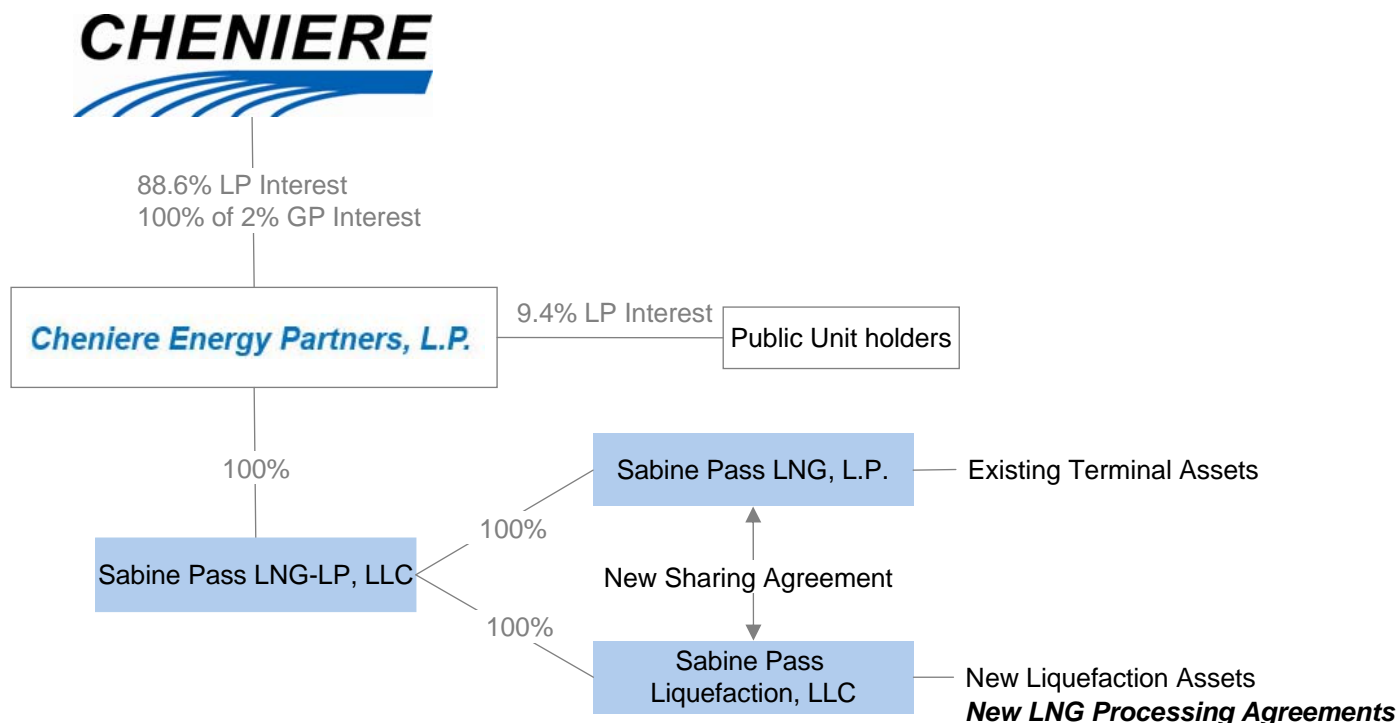 CHENIERE
88.6% LP Interest
100% of 2% GP Interest
Cheniere Energy Partners, L.P.
9.4% LP Interest
Public Unit holders
100%
Sabine Pass LNG-LP, LLC
100%
100%
Sabine Pass LNG, L.P.
Existing Terminal Assets
New Sharing Agreement
Sabine Pass
Liquefaction, LLC
New Liquefaction Assets
New LNG Processing Agreements